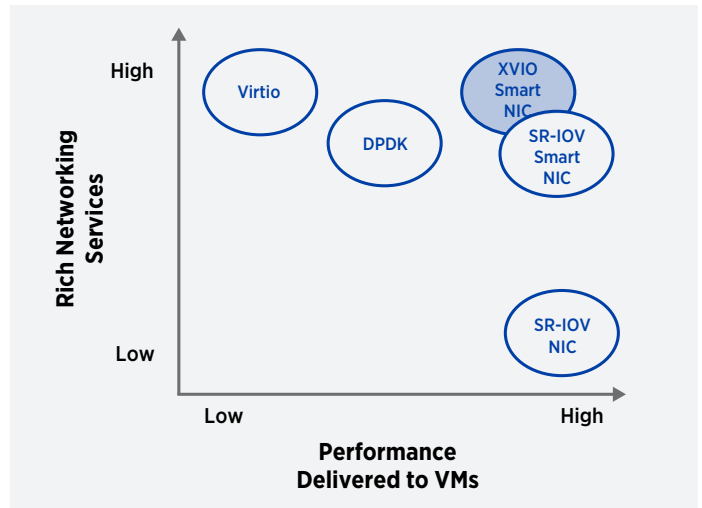 High
Low
Rich Networking
Services
Virtio
DPDK
XVIO
Smart
NIC
SR-IOV
Smart
NIC
SR-IOV
NIC
Low
High
Performance
Delivered to VMs